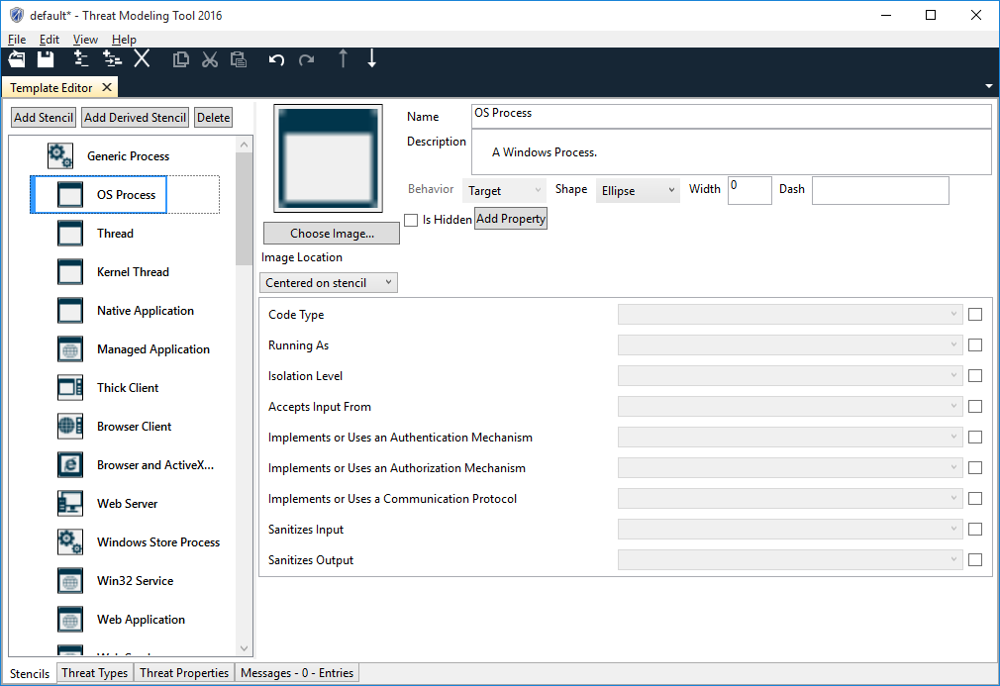 default* - Threat Modeling Tool 2016
File Edit View Help
Template Editor
Add Stencil Add Derived Stencil Delete
Generic Process
OS Process
Thread
Kernel Thread
Native Application
Managed Application
Thick Client
Browser Client
Browser and ActiveX...
Web Server
Windows Store Process
Win32 Service
Web Application
Name OS Process
Description A Windows Process.
Behavior Target Shape Ellipse Width 0 Dash
Is Hidden Add Property
Choose Image...
Image Location
Centered on stencil
Code Type
Running As
Isolation Level
Accepts Input From
Implements or Uses an Authentication Mechanism
Implements or Uses an Authorization Mechanism
Implements or Uses a Communication Protocol
Sanitizes Input
Sanitizes Output
Stencils Threat Types Threat Properties Messages - 0 - Entries